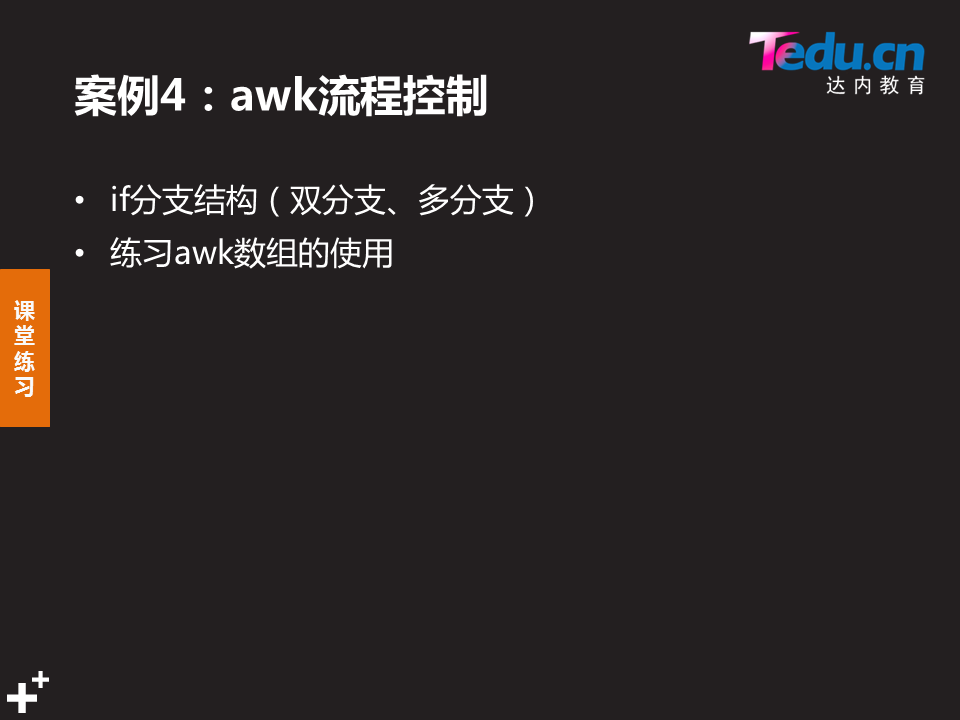 Tedu.cn
达内教育
案例4：awk流程控制
• if分支结构（双分支、多分支）
• 练习awk数组的使用
课
堂
练
习